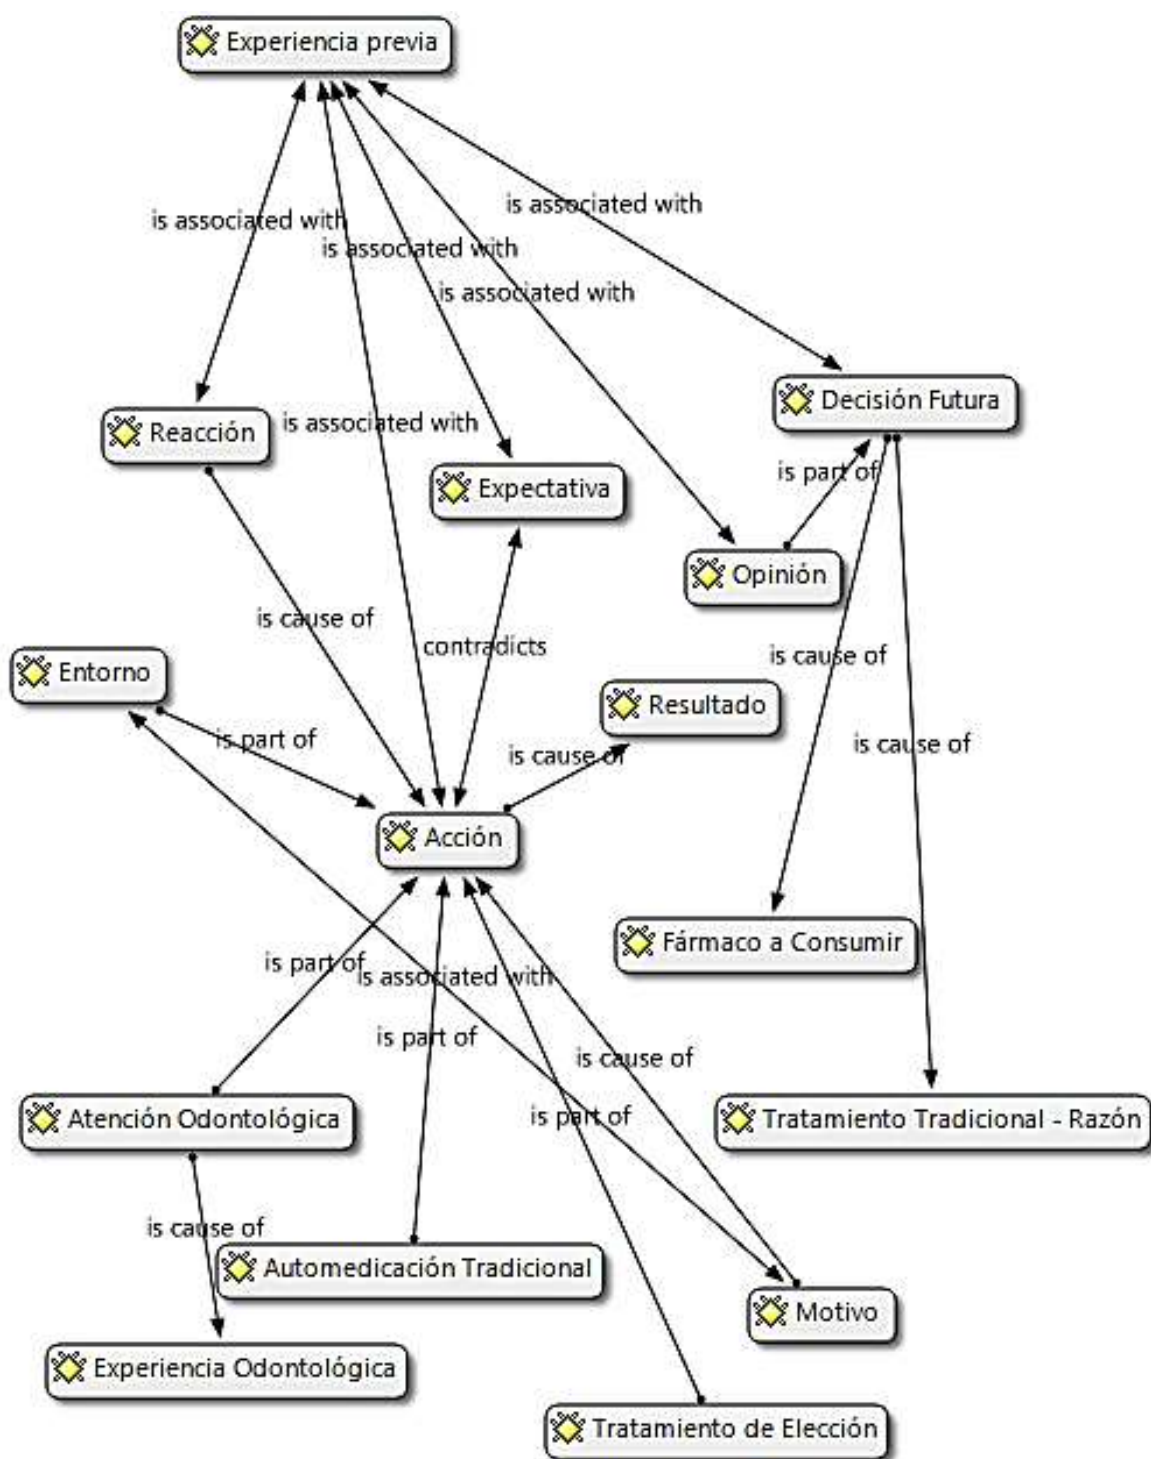 Experiencia previa
is associated with
is associated with
is associated with
is associated with
Decisión Futura
Reacción
is associated with
Expectativa
is part of
Opinión
is cause of
contradicts
is cause of
Entorno
Resultado
is part of
is cause of
is cause of
Acción
Fármaco a Consumir
is part of
is associated with
is part of
is cause of
Atención Odontológica
is part of
Tratamiento Tradicional - Razón
is cause of
Automedicación Tradicional
Motivo
Experiencia Odontológica
Tratamiento de Elección